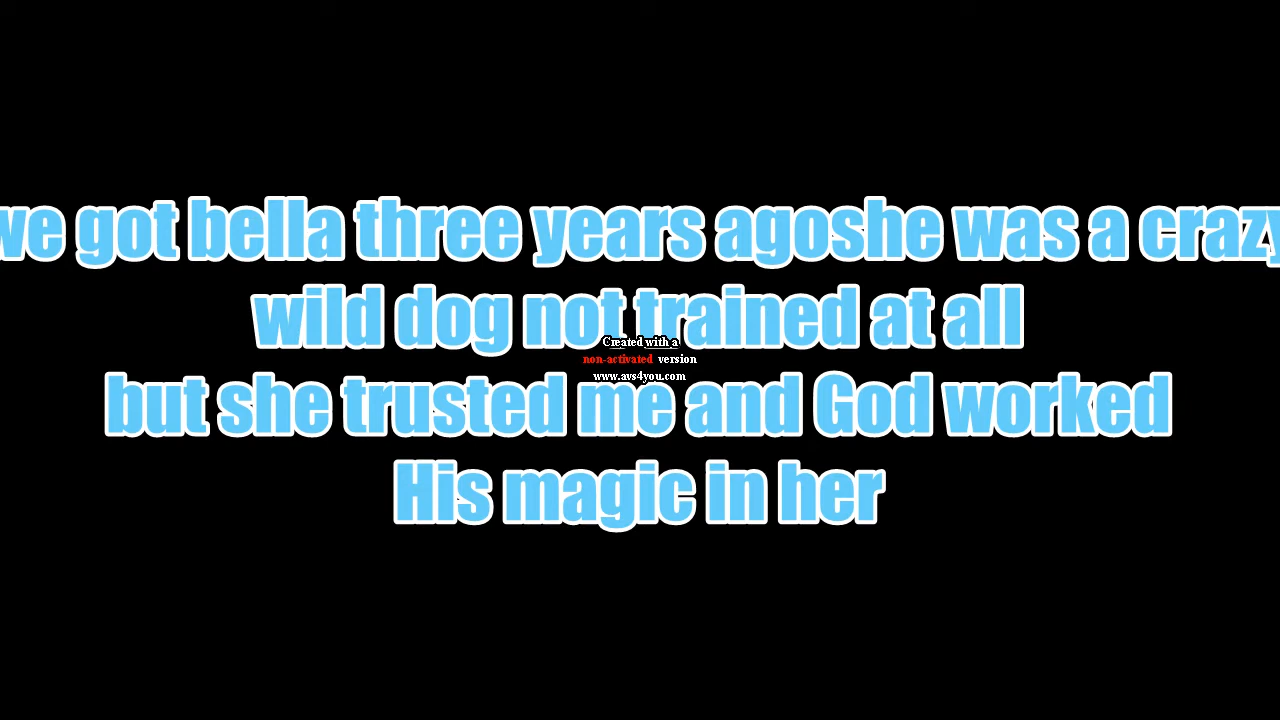 we got bella three years agoshe was a crazy
wild dog not trained at all
Created with a
non-activated version
www.avs4you.com
but she trusted me and God worked
His magic in her